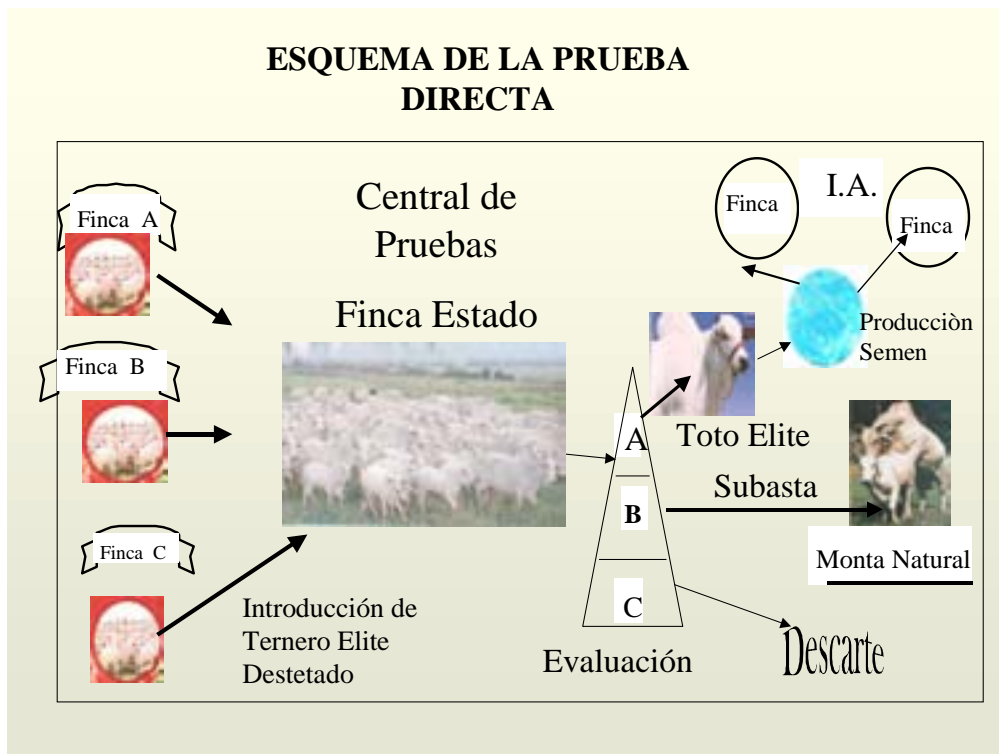 ESQUEMA DE LA PRUEBA
DIRECTA
Finca A
Finca B
Finca C
Central de
Pruebas
Finca Estado
Introducción de
Ternero Elite
Destetado
A
B
C
Evaluación
Toto Elite
Subasta
Finca
I.A.
Finca
Producciòn
Semen
Monta Natural
Descarte